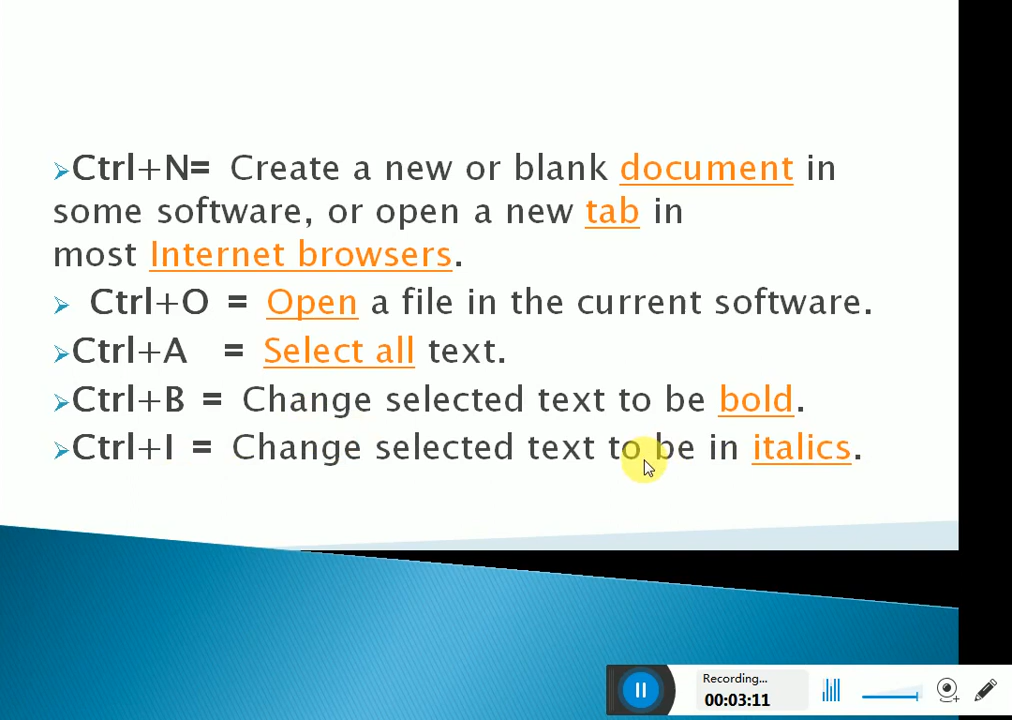 ➢Ctrl+N= Create a new or blank document in
some software, or open a new tab in
most Internet browsers.
➢ Ctrl+O = Open a file in the current software.
➢Ctrl+A = Select all text.
➢Ctrl+B = Change selected text to be bold.
➢Ctrl+I = Change selected text to be in italics.
Recording...
00:03:11